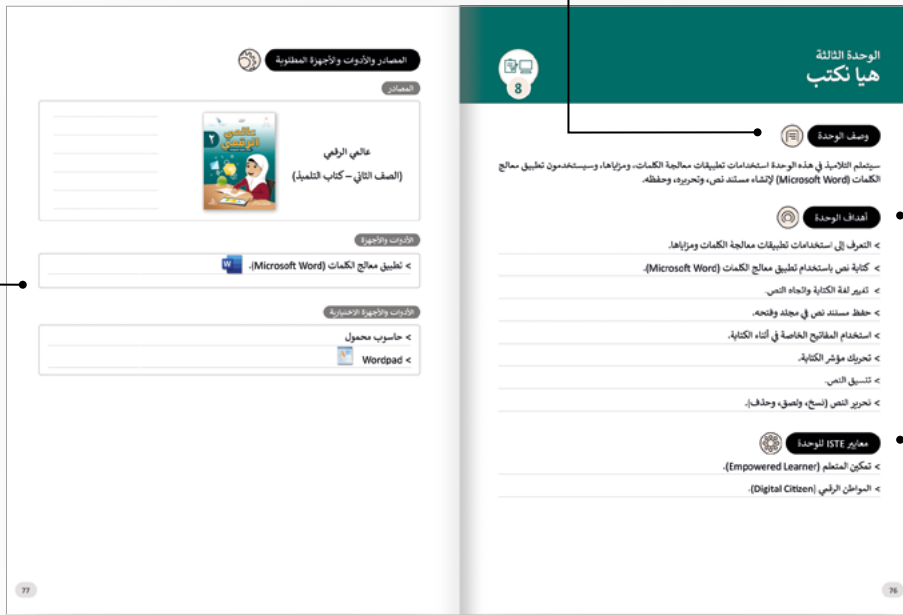 الوحدة الثالثة
هيا نكتب
8
وصف الوحدة
سيتعلم التلاميذ في هذه الوحدة استخدامات تطبيقات معالجة الكلمات، ومزاياها، وسيستخدمون تطبيق معالج
الكلمات (Microsoft Word) لإنشاء مستند نص، وتحريره، وحفظه.
أهداف الوحدة
> التعرف إلى استخدامات تطبيقات معالجة الكلمات ومزاياها.
> كتابة نص باستخدام تطبيق معالج الكلمات (Microsoft Word).
> تغيير لغة الكتابة واتجاه النص.
> حفظ مستند نص في مجلد وفتحه.
> استخدام المفاتيح الخاصة في أثناء الكتابة.
> تحريك مؤشر الكتابة.
> تنسيق النص.
> تحرير النص (نسخ، ولصق، وحذف).
معايير ISTE للوحدة
> تمكين المتعلم (Empowered Learner).
> المواطن الرقمي (Digital Citizen).
76
المصادر والأدوات والأجهزة المطلوبة
المصادر
عالمي الرقمي
(الصف الثاني – كتاب التلميذ)
عالمي
الرقمي
٢
الأدوات والأجهزة
> تطبيق معالج الكلمات (Microsoft Word).
W
الأدوات والأجهزة الاختيارية
> حاسوب محمول
> Wordpad
77